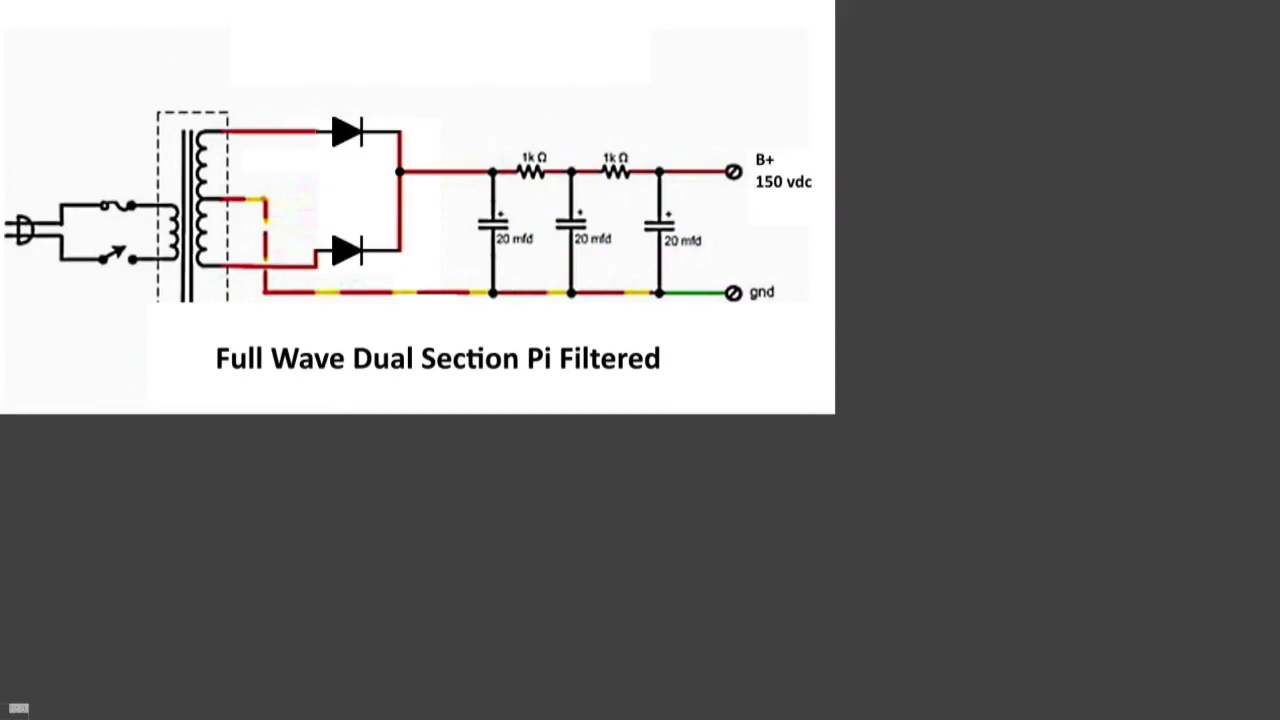 1k Ω
1k Ω
B+
150 vdc
20 mfd
20 mfd
20 mfd
gnd
Full Wave Dual Section Pi Filtered